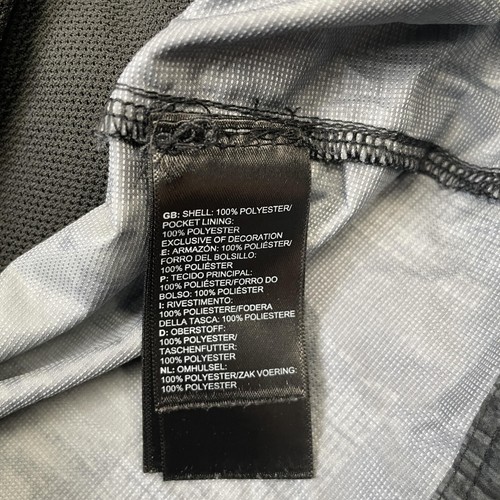 GB: SHELL: 100% POLYESTER/
POCKET LINING:
100% POLYESTER
EXCLUSIVE OF DECORATION
E: ARMAZÓN: 100% POLIÉSTER/
FORRO DEL BOLSILLO:
100% POLIÉSTER
P: TECIDO PRINCIPAL:
100% POLIÉSTER/FORRO DO
BOLSO: 100% POLIÉSTER
I: RIVESTIMENTO:
100% POLIESTERE/FODERA
DELLA TASCA: 100% POLIESTERE
D: OBERSTOFF:
100% POLYESTER/
TASCHENFUTTER:
100% POLYESTER
NL: OMHULSEL:
100% POLYESTER/ZAK VOERING:
100% POLYESTER